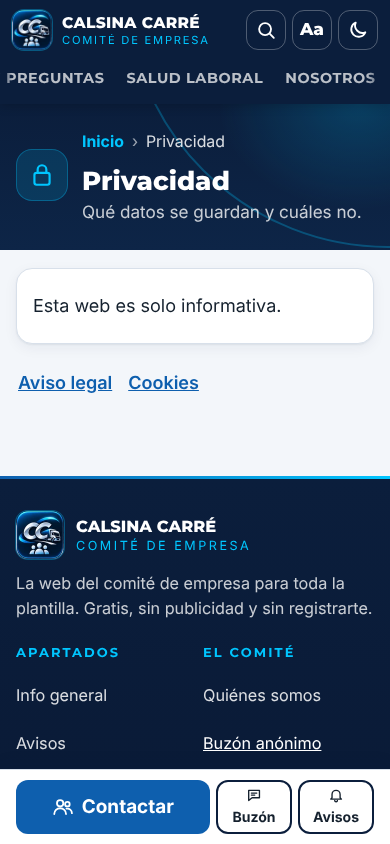 CALSINA CARRÉ
COMITÉ DE EMPRESA
Aa
PREGUNTAS SALUD LABORAL NOSOTROS
Inicio › Privacidad
Privacidad
Qué datos se guardan y cuáles no.
Esta web es solo informativa.
Aviso legal Cookies
CALSINA CARRÉ
COMITÉ DE EMPRESA
La web del comité de empresa para toda la
plantilla. Gratis, sin publicidad y sin registrarte.
APARTADOS
EL COMITÉ
Info general
Quiénes somos
Avisos
Buzón anónimo
Contactar
Buzón
Avisos